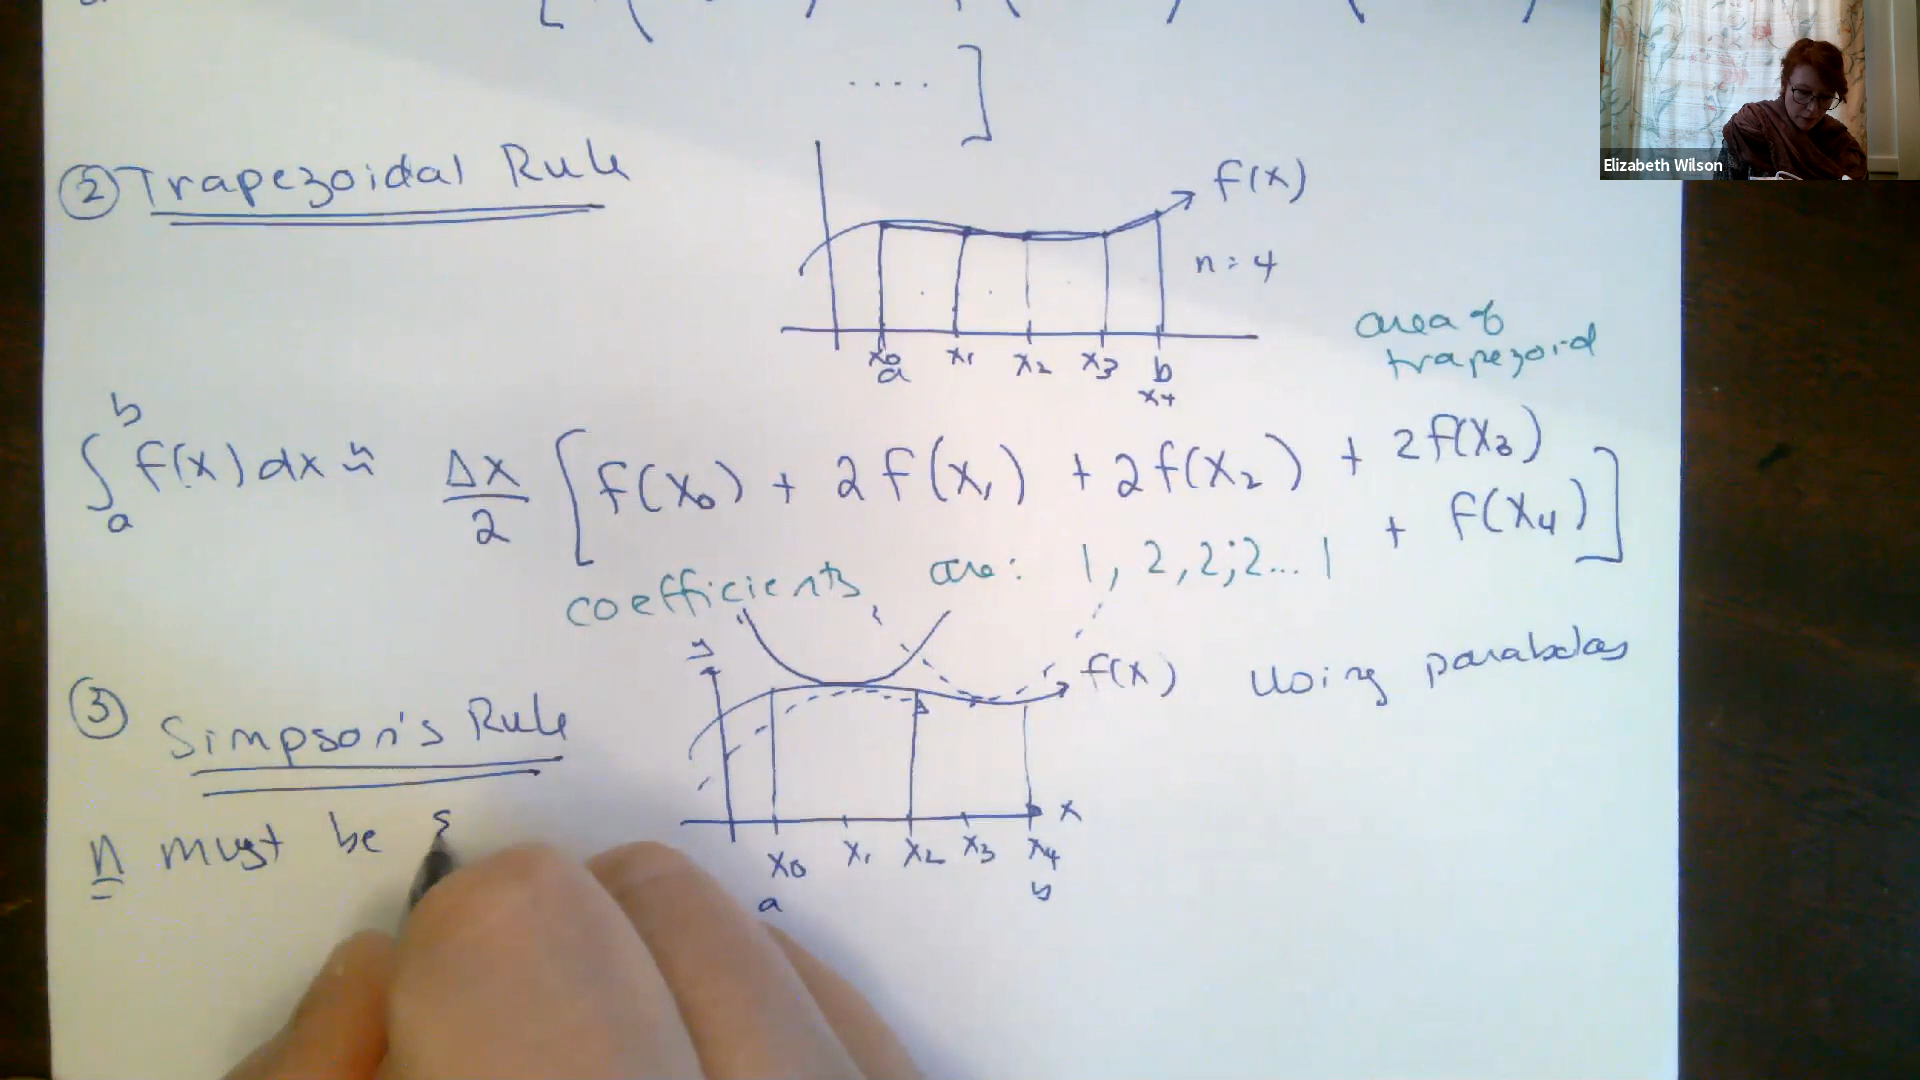 .... ]
② Trapezoidal Rule
f(x)
n = 4
x₀ x₁ x₂ x₃ b
a x₄
area of
trapezoid
∫ₐᵇ f(x) dx ≈ Δx/2 [ f(x₀) + 2f(x₁) + 2f(x₂) + 2f(x₃) + f(x₄) ]
coefficients are: 1, 2, 2, 2... 1
③ Simpson's Rule
y
f(x) Using parabolas
x
x₀ x₁ x₂ x₃ x₄
a b
n must be
Elizabeth Wilson